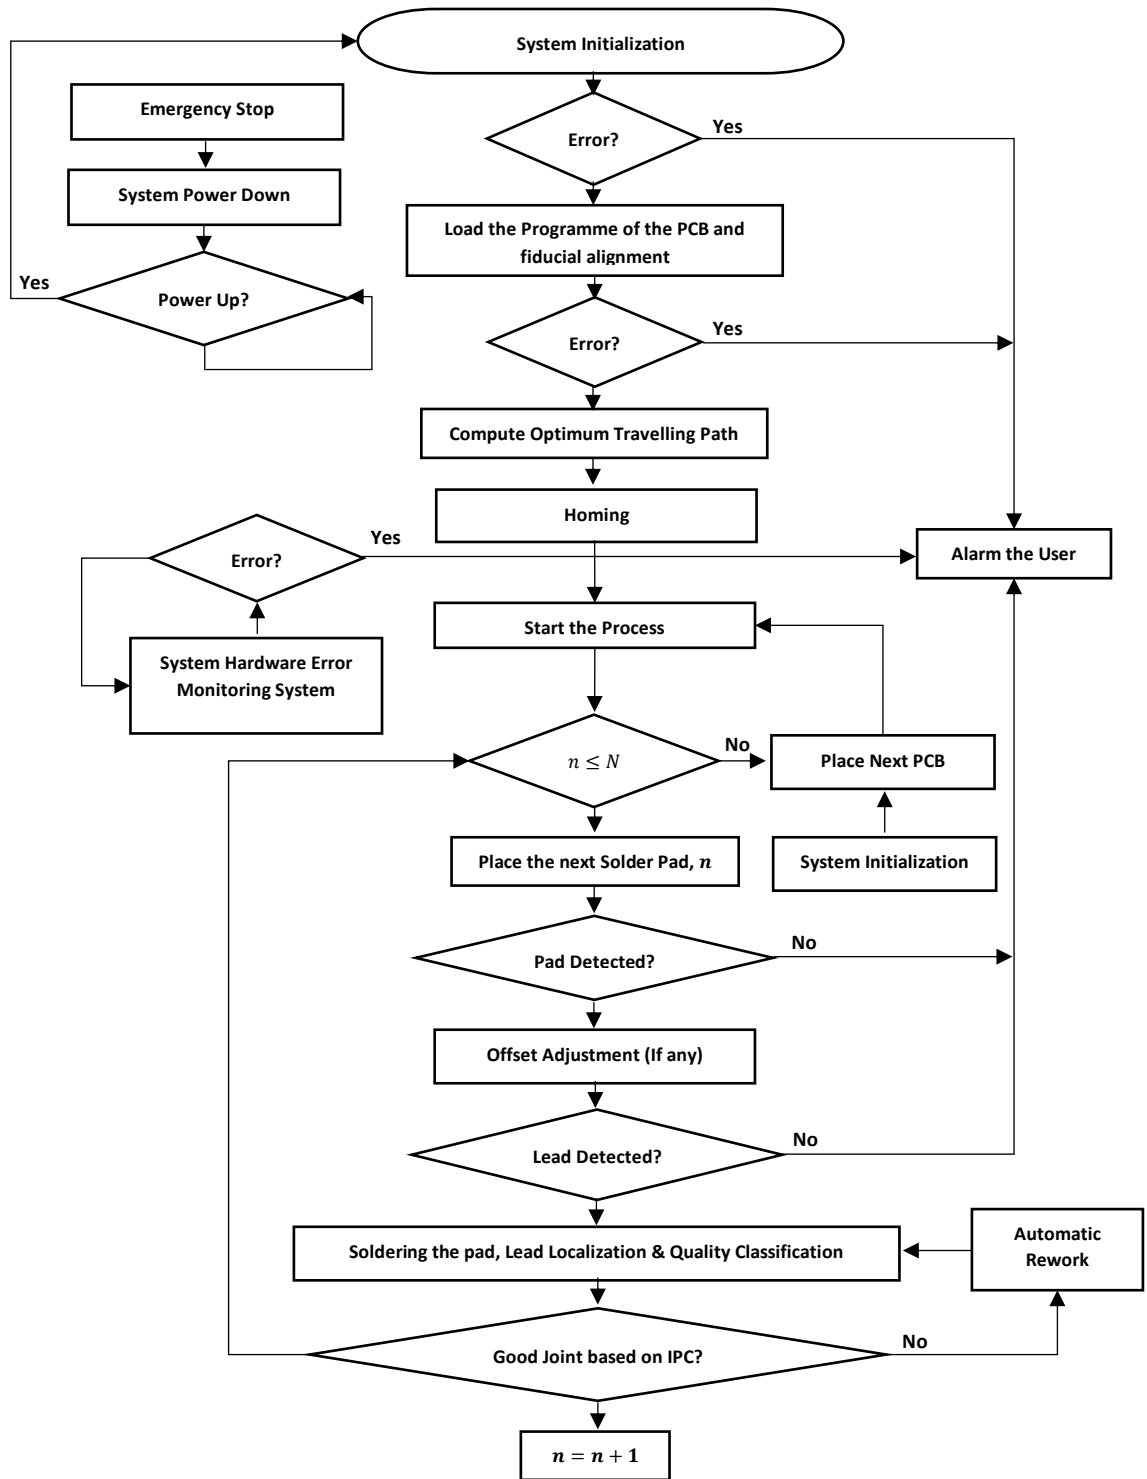 System Initialization
Emergency Stop
Yes
Error?
System Power Down
Load the Programme of the PCB and
fiducial alignment
Yes
Power Up?
Yes
Error?
Compute Optimum Travelling Path
Homing
Yes
Error?
Alarm the User
Start the Process
System Hardware Error
Monitoring System
No
n ≤ N
Place Next PCB
Place the next Solder Pad, n
System Initialization
No
Pad Detected?
Offset Adjustment (If any)
No
Lead Detected?
Soldering the pad, Lead Localization & Quality Classification
Automatic
Rework
No
Good Joint based on IPC?
n = n + 1